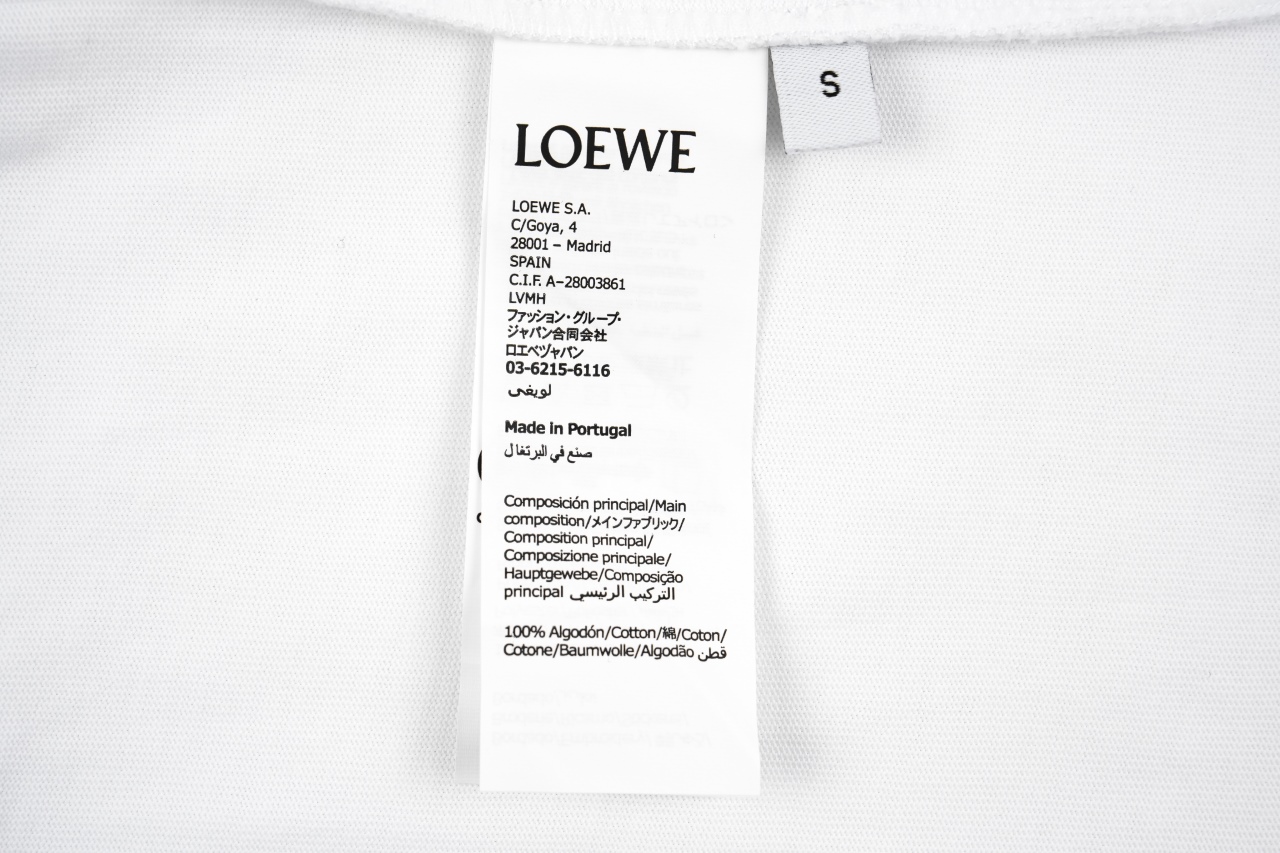 S
LOEWE
LOEWE S.A.
C/Goya, 4
28001 – Madrid
SPAIN
C.I.F. A-28003861
LVMH
ファッション・グループ・
ジャパン合同会社
ロエベヅャパン
03-6215-6116
لويفى
Made in Portugal
صنع في البرتغال
Composición principal/Main
composition/メインファブリック/
Composition principal/
Composizione principale/
Hauptgewebe/Composição
principal التركيب الرئيسي
100% Algodón/Cotton/綿/Coton/
Cotone/Baumwolle/Algodão قطن